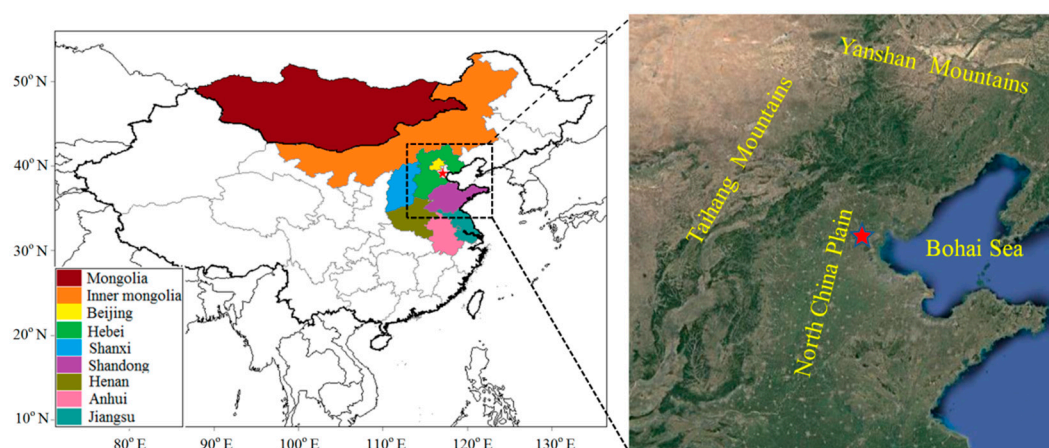 50° N
40° N
30° N
20° N
10° N
Mongolia
Inner mongolia
Beijing
Hebei
Shanxi
Shandong
Henan
Anhui
Jiangsu
80° E
90° E
100° E
110° E
120° E
130° E
Yanshan Mountains
Taihang Mountains
North China Plain
Bohai Sea